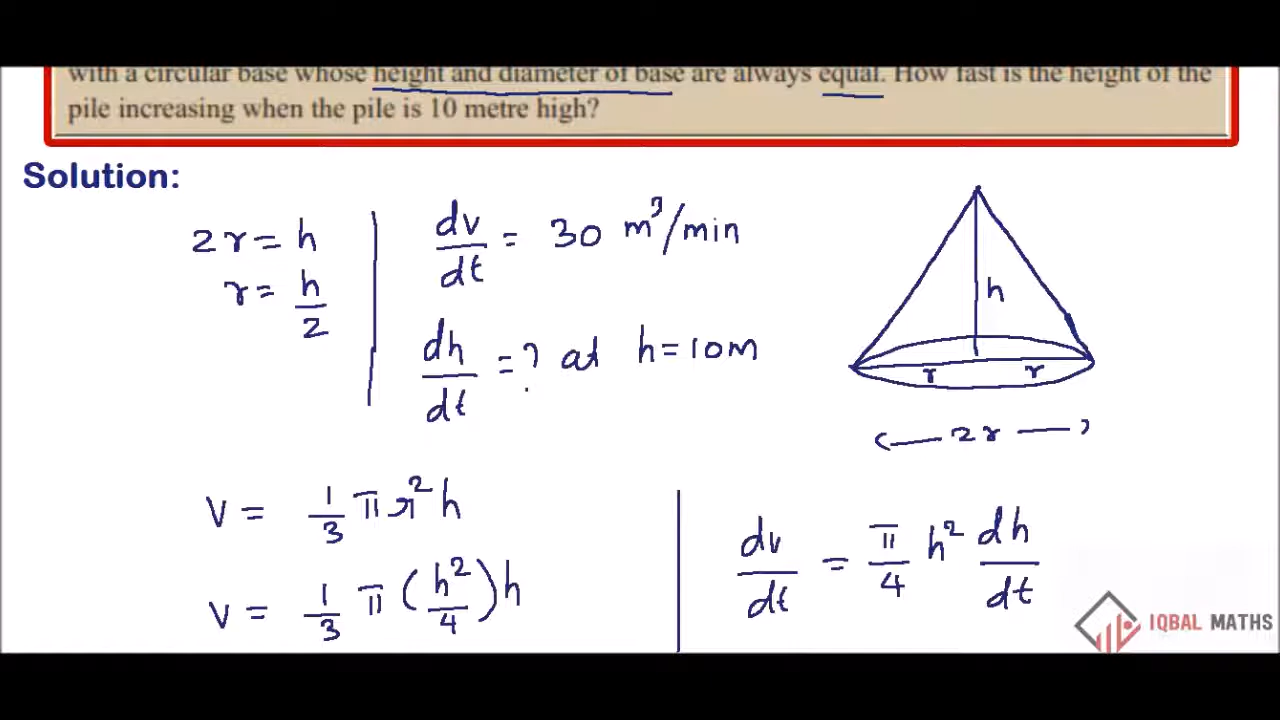 with a circular base whose height and diameter of base are always equal. How fast is the height of the
pile increasing when the pile is 10 metre high?
Solution:
2r = h
r = h/2
dv/dt = 30 m³/min
dh/dt = ? at h = 10m
h
r r
2r
V = 1/3 π r² h
V = 1/3 π (h²/4) h
dv/dt = π/4 h² dh/dt
IQBAL MATHS